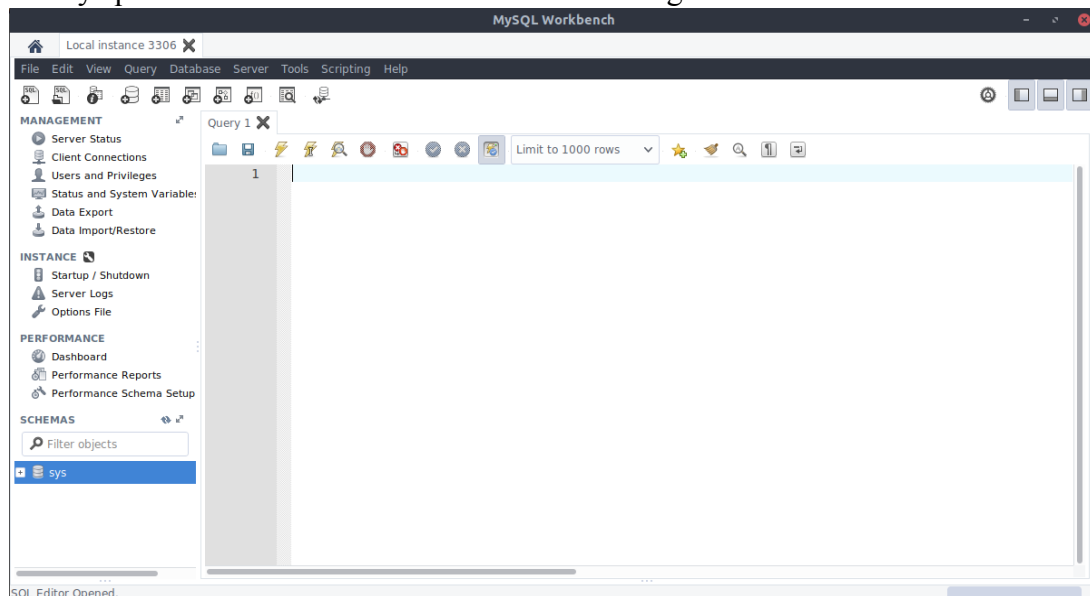 MySQL Workbench
Local instance 3306
File Edit View Query Database Server Tools Scripting Help
MANAGEMENT
Server Status
Client Connections
Users and Privileges
Status and System Variables
Data Export
Data Import/Restore
INSTANCE
Startup / Shutdown
Server Logs
Options File
PERFORMANCE
Dashboard
Performance Reports
Performance Schema Setup
SCHEMAS
Filter objects
sys
Query 1
Limit to 1000 rows
1
SQL Editor Opened.